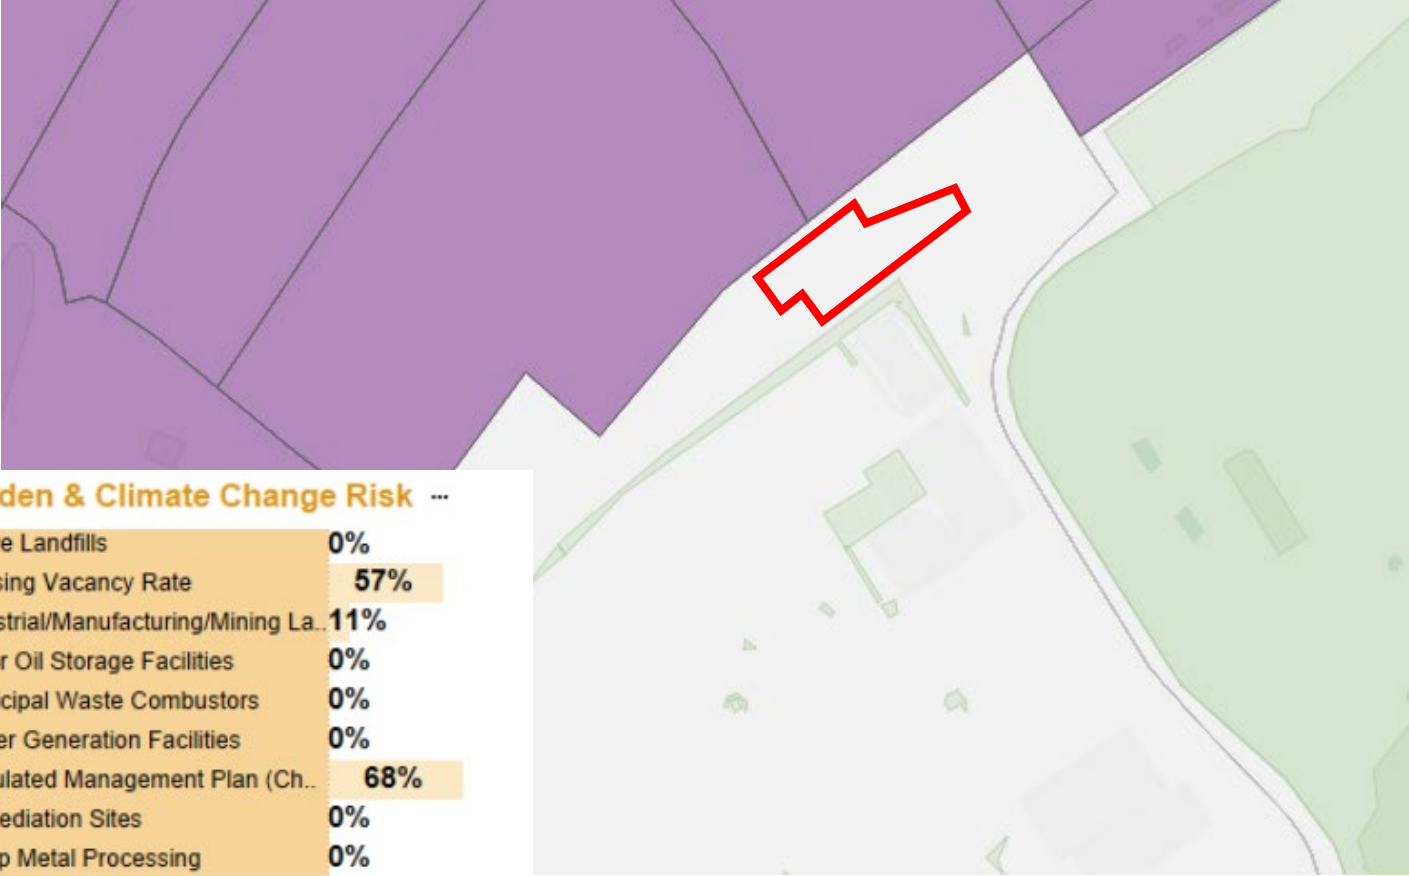 den & Climate Change Risk ...
e Landfills 0%
sing Vacancy Rate 57%
strial/Manufacturing/Mining La.. 11%
r Oil Storage Facilities 0%
cipal Waste Combustors 0%
er Generation Facilities 0%
ulated Management Plan (Ch.. 68%
ediation Sites 0%
p Metal Processing 0%